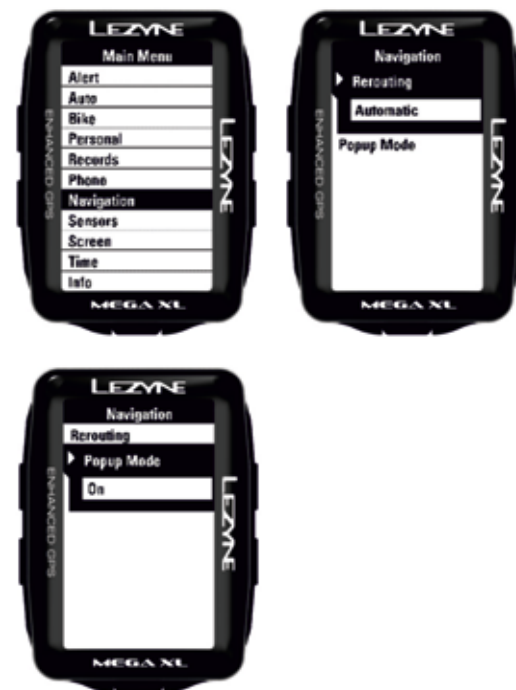 LEZYNE
Main Menu
Alert
Auto
Bike
Personal
Records
Phone
Navigation
Sensors
Screen
Time
Info
ENHANCED GPS
LEZYNE
MEGA XL
LEZYNE
Navigation
Rerouting
Automatic
Popup Mode
ENHANCED GPS
LEZYNE
MEGA XL
LEZYNE
Navigation
Rerouting
Popup Mode
On
ENHANCED GPS
LEZYNE
MEGA XL